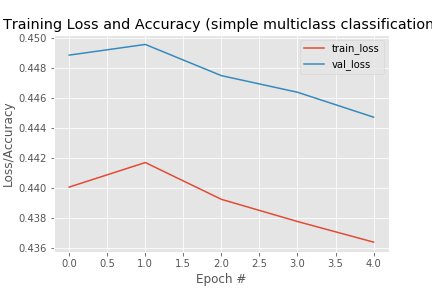 Training Loss and Accuracy (simple multiclass classification
0.450
0.448
0.446
0.444
0.442
0.440
0.438
0.436
Loss/Accuracy
train_loss
val_loss
0.0 0.5 1.0 1.5 2.0 2.5 3.0 3.5 4.0
Epoch #